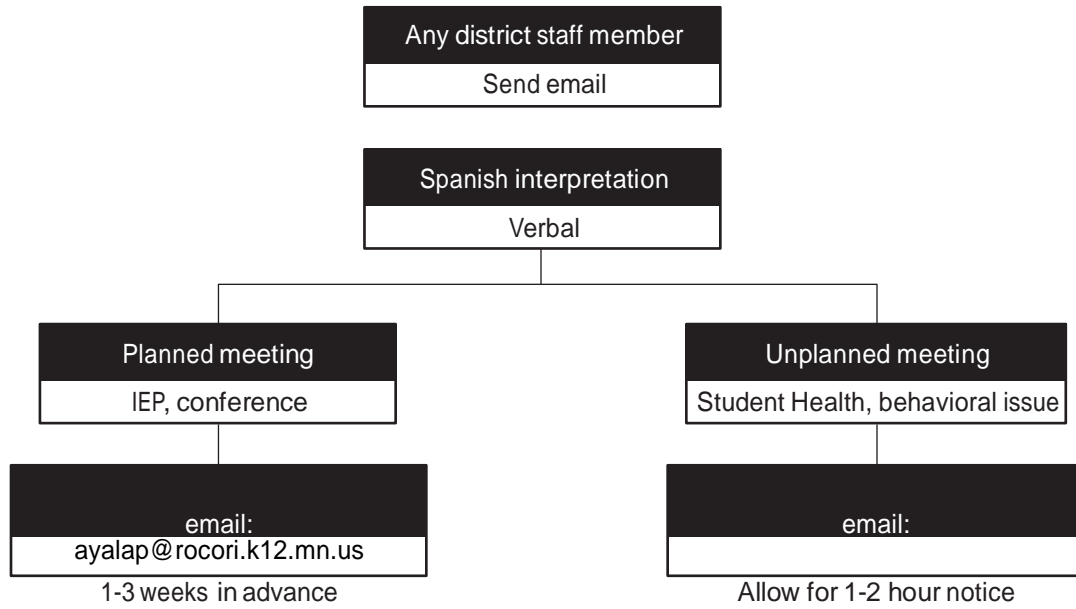 Any district staff member
Send email
Spanish interpretation
Verbal
Planned meeting
IEP, conference
email:
ayalap@rocori.k12.mn.us
1-3 weeks in advance
Unplanned meeting
Student Health, behavioral issue
email:
Allow for 1-2 hour notice